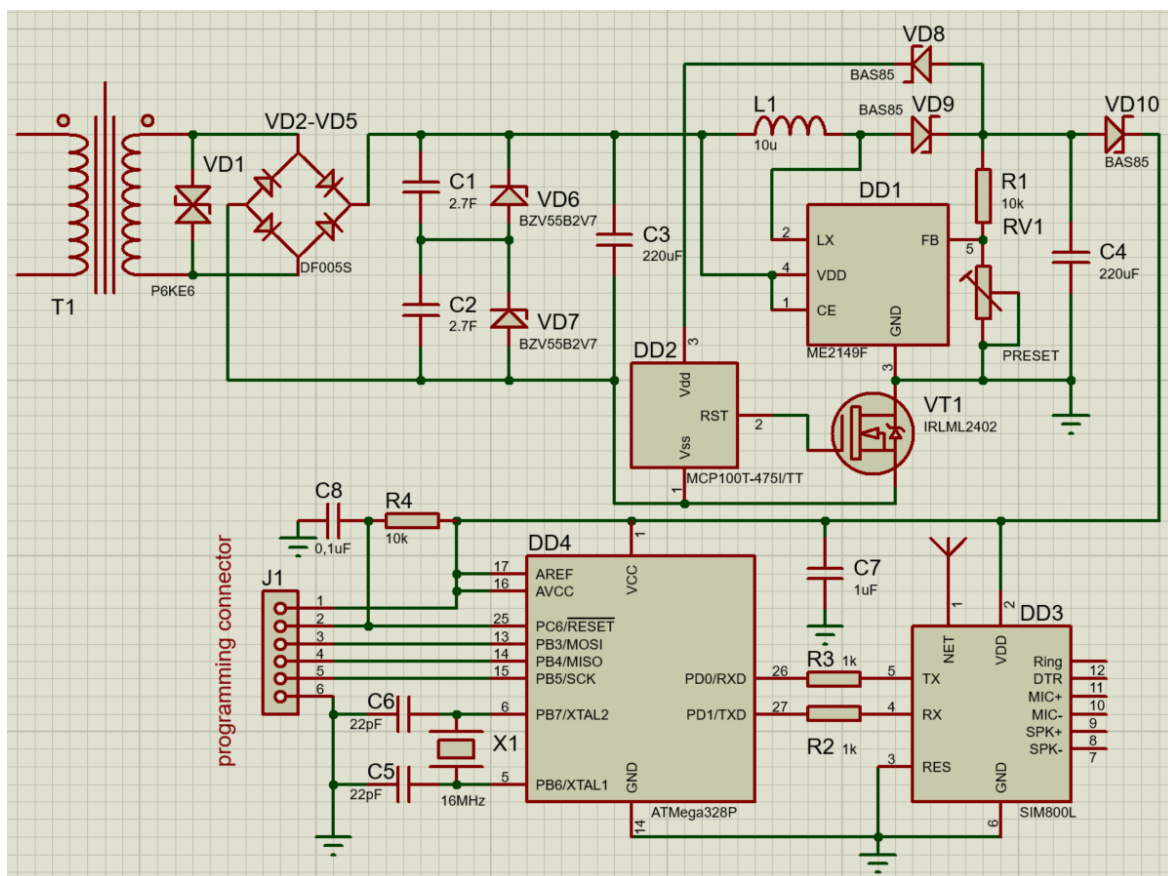 VD8
BAS85
L1
10u
BAS85
VD9
VD10
BAS85
VD2-VD5
VD1
DD1
R1
10k
RV1
C1
2.7F
VD6
BZV55B2V7
C3
220uF
2
LX
FB
5
C4
220uF
4
VDD
DF005S
1
CE
GND
T1
P6KE6
C2
2.7F
VD7
BZV55B2V7
DD2
ME2149F
3
PRESET
3
Vdd
VT1
IRLML2402
RST
2
Vss
1
MCP100T-475I/TT
C8
0,1uF
R4
10k
programming connector
DD4
1
VCC
C7
1uF
J1
17
AREF
16
AVCC
1
2
25
PC6/RESET
3
13
PB3/MOSI
4
14
PB4/MISO
5
15
PB5/SCK
6
C6
22pF
6
PB7/XTAL2
X1
16MHz
C5
22pF
5
PB6/XTAL1
GND
14
ATMega328P
PD0/RXD
26
R3
1k
PD1/TXD
27
R2
1k
1
NET
2
VDD
DD3
5
TX
4
RX
3
RES
GND
6
SIM800L
Ring
12
DTR
11
MIC+
10
MIC-
9
SPK+
8
SPK-
7